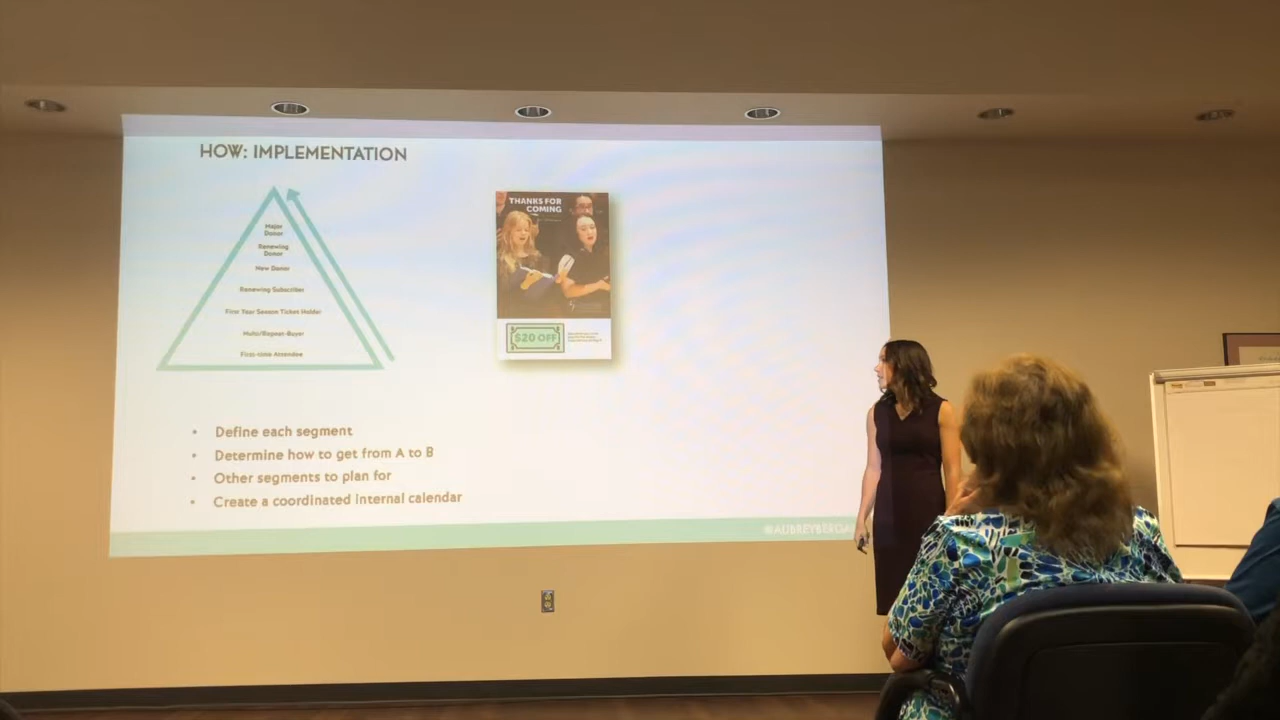 HOW: IMPLEMENTATION
Major
Donor
Renewing
Donor
New Donor
Renewing Subscriber
First Year Season Ticket Holder
Multi/Repeat-Buyer
First-time Attendee
THANKS FOR
COMING
$20 OFF
• Define each segment
• Determine how to get from A to B
• Other segments to plan for
• Create a coordinated internal calendar